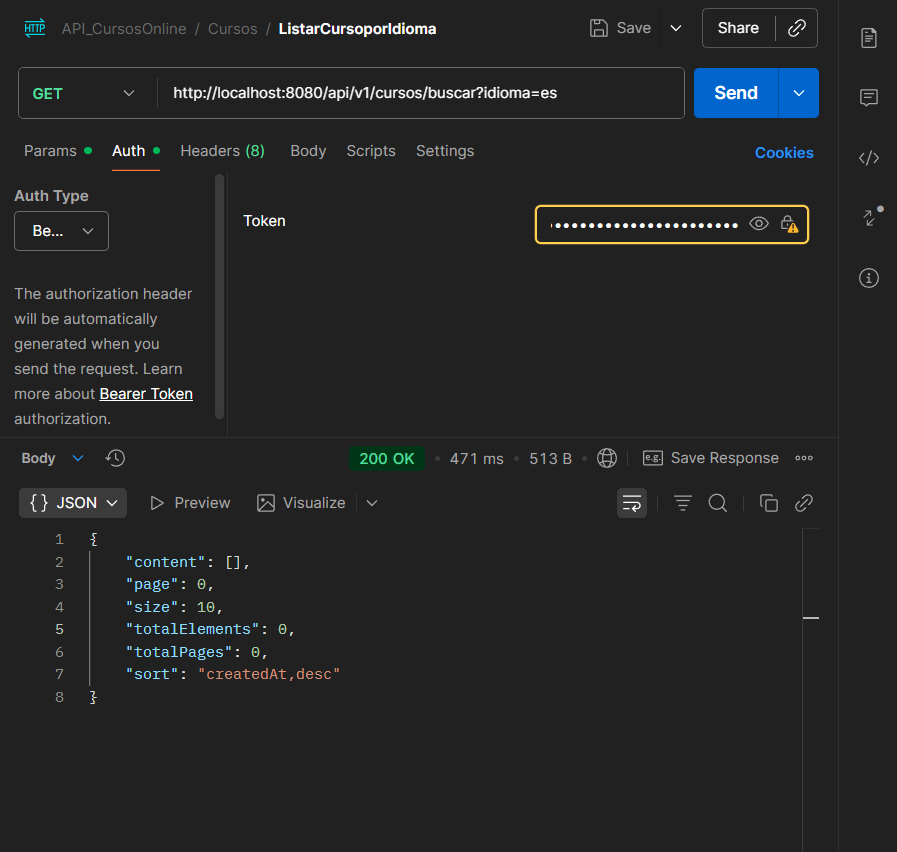 HTTP API_CursosOnline / Cursos / ListarCursoporIdioma Save Share
GET http://localhost:8080/api/v1/cursos/buscar?idioma=es Send
Params Auth Headers (8) Body Scripts Settings Cookies
Auth Type
Be...
Token
•••••••••••••••••••••
The authorization header
will be automatically
generated when you
send the request. Learn
more about Bearer Token
authorization.
Body 200 OK • 471 ms • 513 B • e.g. Save Response
{} JSON Preview Visualize
1 {
2 "content": [],
3 "page": 0,
4 "size": 10,
5 "totalElements": 0,
6 "totalPages": 0,
7 "sort": "createdAt,desc"
8 }